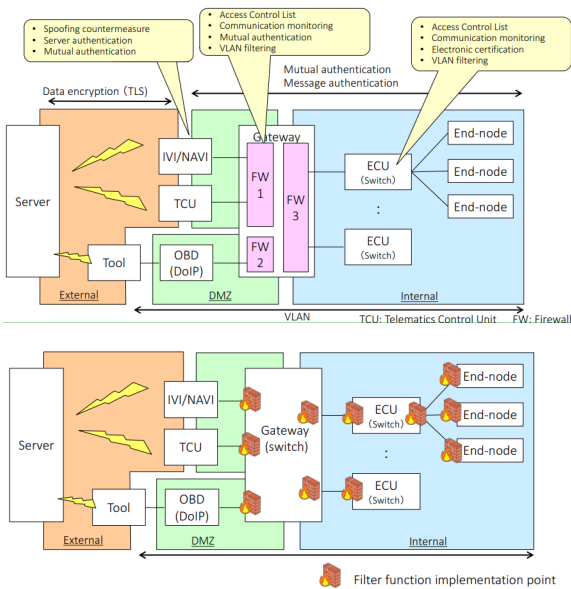 • Spoofing countermeasure
• Server authentication
• Mutual authentication
• Access Control List
• Communication monitoring
• Mutual authentication
• VLAN filtering
• Access Control List
• Communication monitoring
• Electronic certification
• VLAN filtering
Data encryption (TLS)
Mutual authentication
Message authentication
Server
IVI/NAVI
TCU
Tool
OBD
(DoIP)
Gateway
FW
1
FW
2
FW
3
ECU
(Switch)
:
ECU
(Switch)
End-node
End-node
End-node
External
DMZ
Internal
VLAN
TCU: Telematics Control Unit FW: Firewall
Server
IVI/NAVI
TCU
Tool
OBD
(DoIP)
Gateway
(switch)
ECU
(Switch)
:
ECU
(Switch)
End-node
End-node
End-node
External
DMZ
Internal
Filter function implementation point